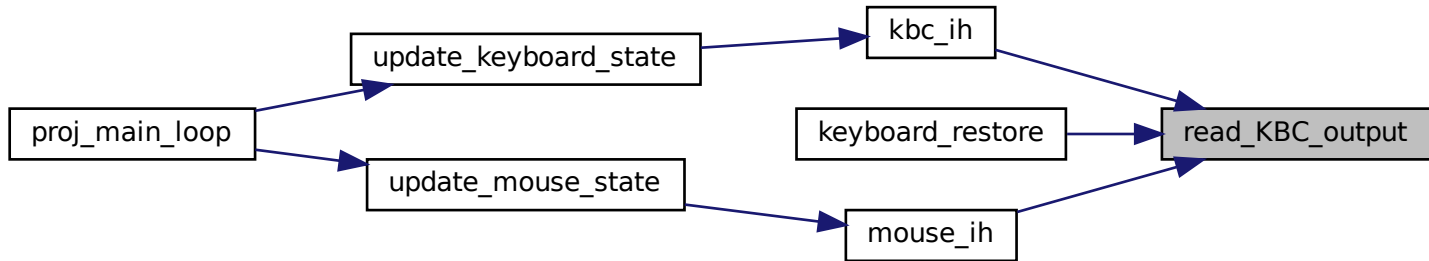 kbc_ih
update_keyboard_state
proj_main_loop
keyboard_restore
read_KBC_output
update_mouse_state
mouse_ih